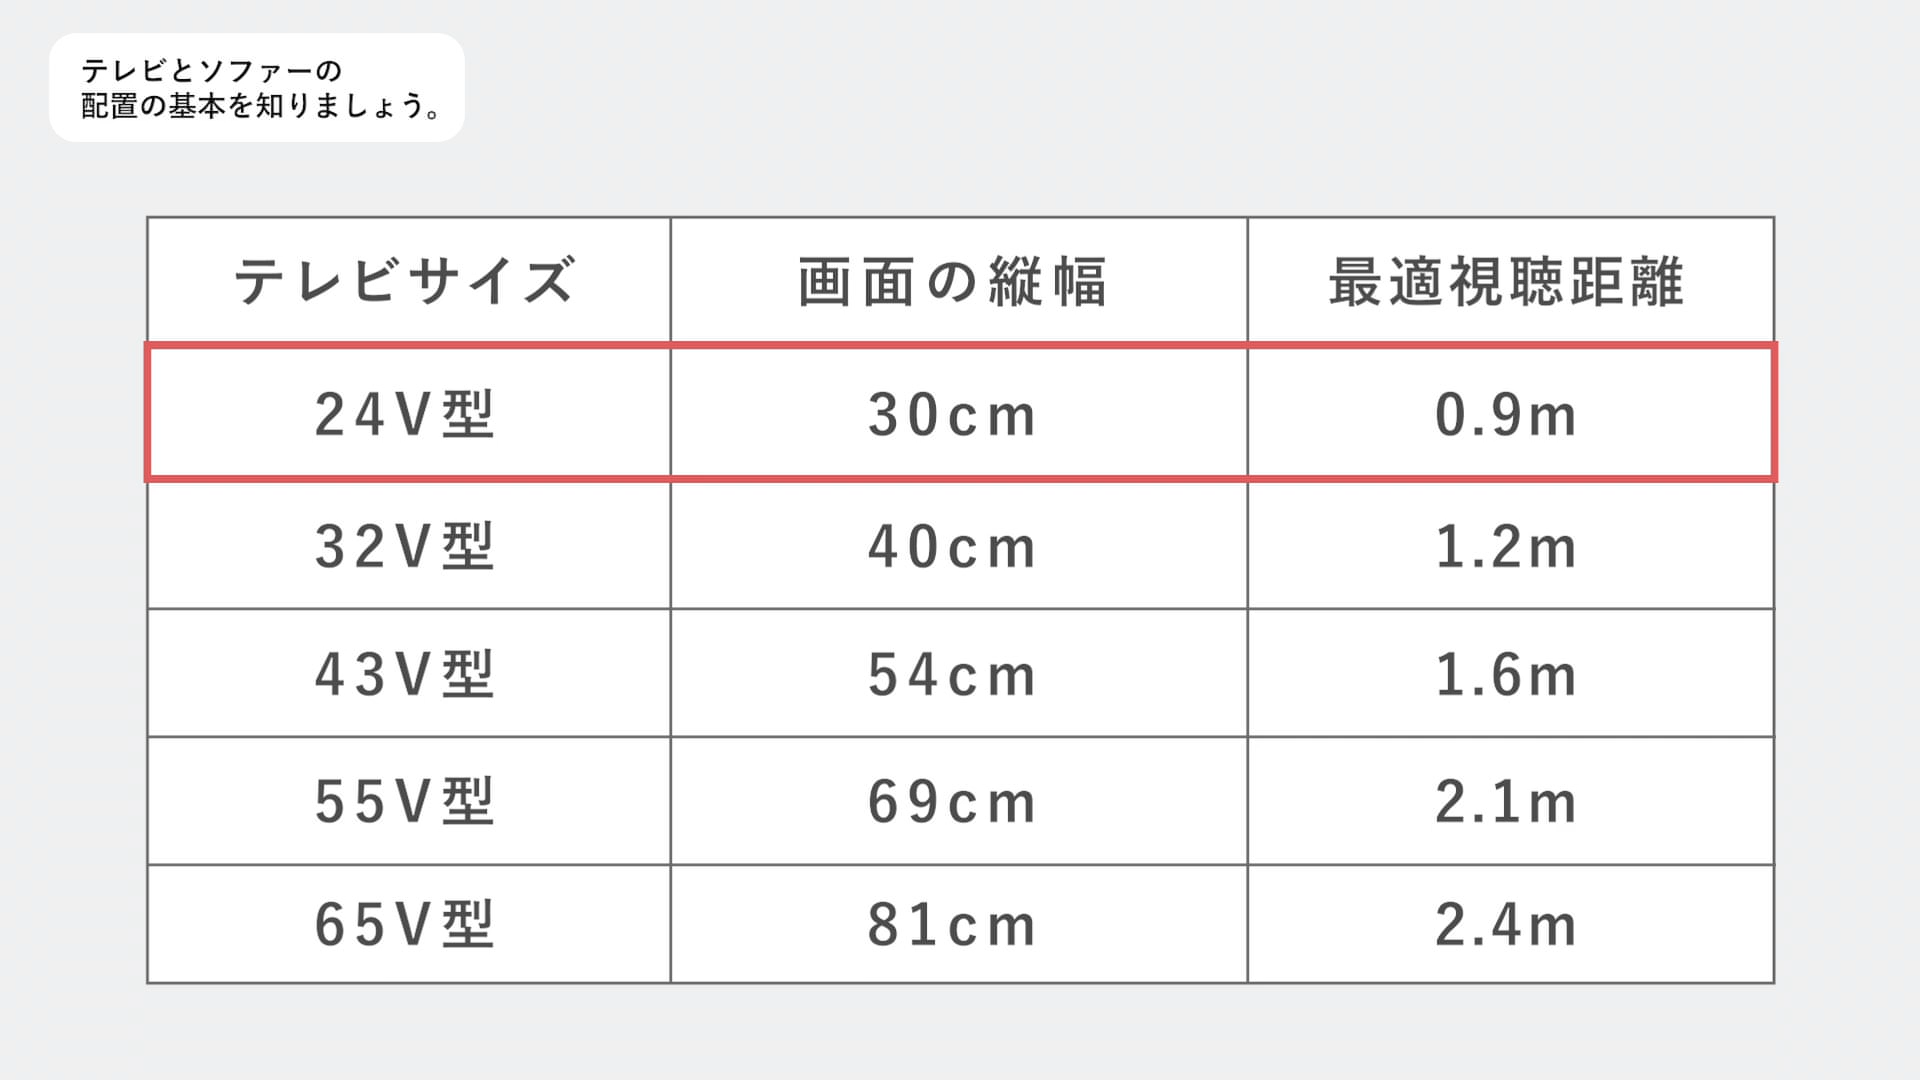 テレビとソファーの
配置の基本を知りましょう。
テレビサイズ 画面の縦幅 最適視聴距離
24V型 30cm 0.9m
32V型 40cm 1.2m
43V型 54cm 1.6m
55V型 69cm 2.1m
65V型 81cm 2.4m